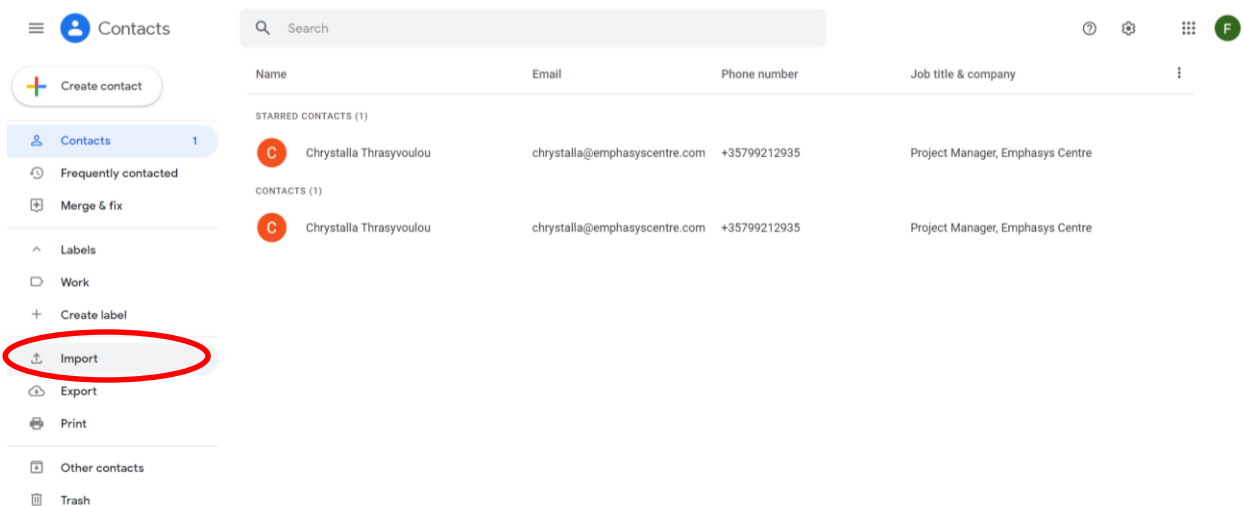 Contacts
Search
F
Create contact
Name Email Phone number Job title & company
STARRED CONTACTS (1)
Contacts 1
C Chrystalla Thrasyvoulou chrystalla@emphasyscentre.com +35799212935 Project Manager, Emphasys Centre
Frequently contacted
CONTACTS (1)
Merge & fix
C Chrystalla Thrasyvoulou chrystalla@emphasyscentre.com +35799212935 Project Manager, Emphasys Centre
Labels
Work
Create label
Import
Export
Print
Other contacts
Trash